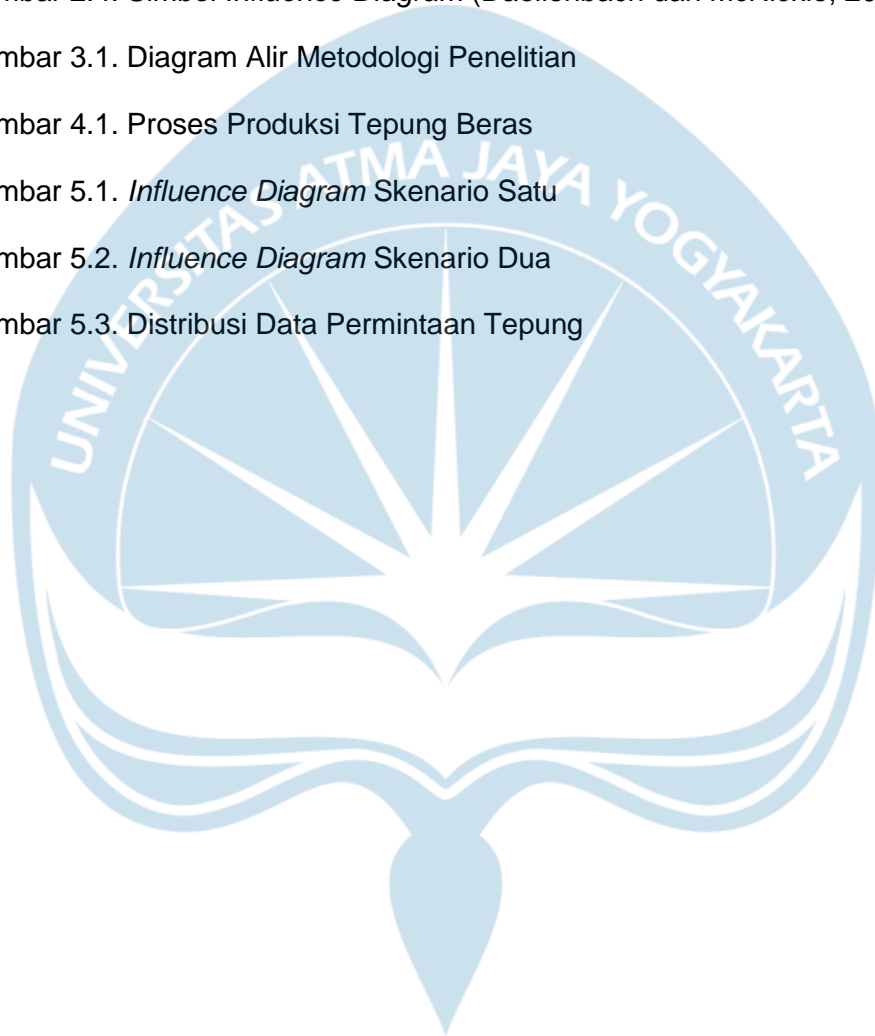 mbar 3.1. Diagram Alir Metodologi Penelitian
mbar 4.1. Proses Produksi Tepung Beras
mbar 5.1. Influence Diagram Skenario Satu
mbar 5.2. Influence Diagram Skenario Dua
mbar 5.3. Distribusi Data Permintaan Tepung
UNIVERSITAS ATMA JAYA YOGYAKARTA